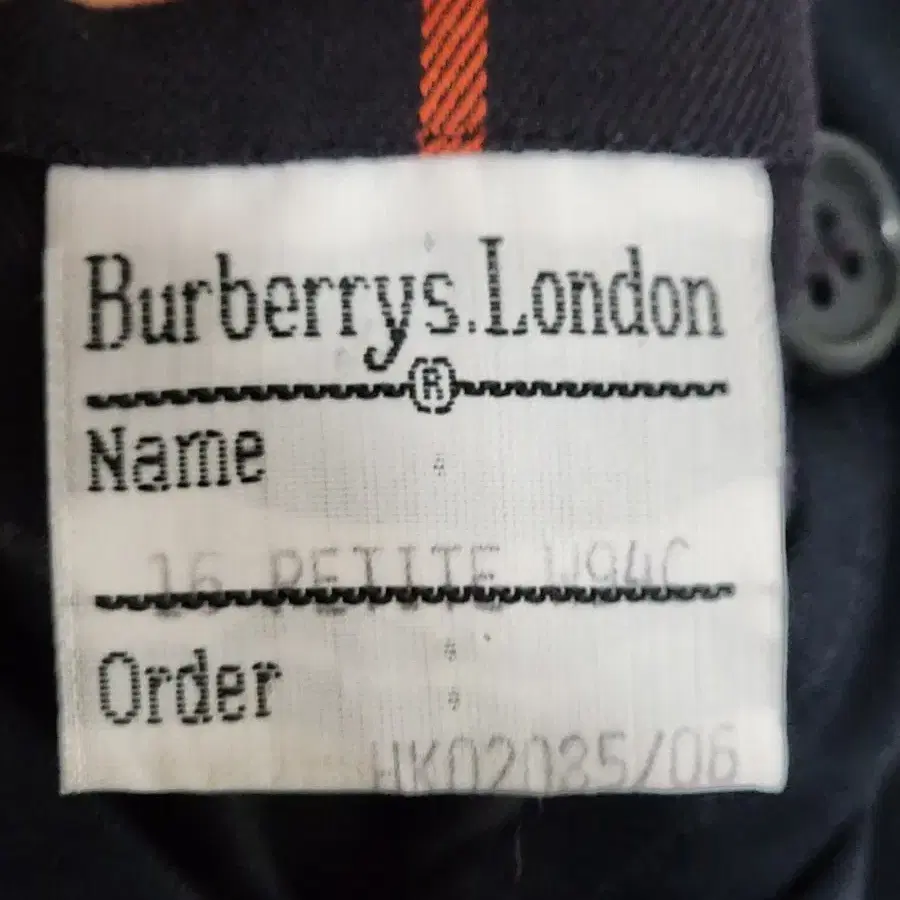 Burberrys.London
®
Name
16 PETITE W94C
Order
HK02085/06